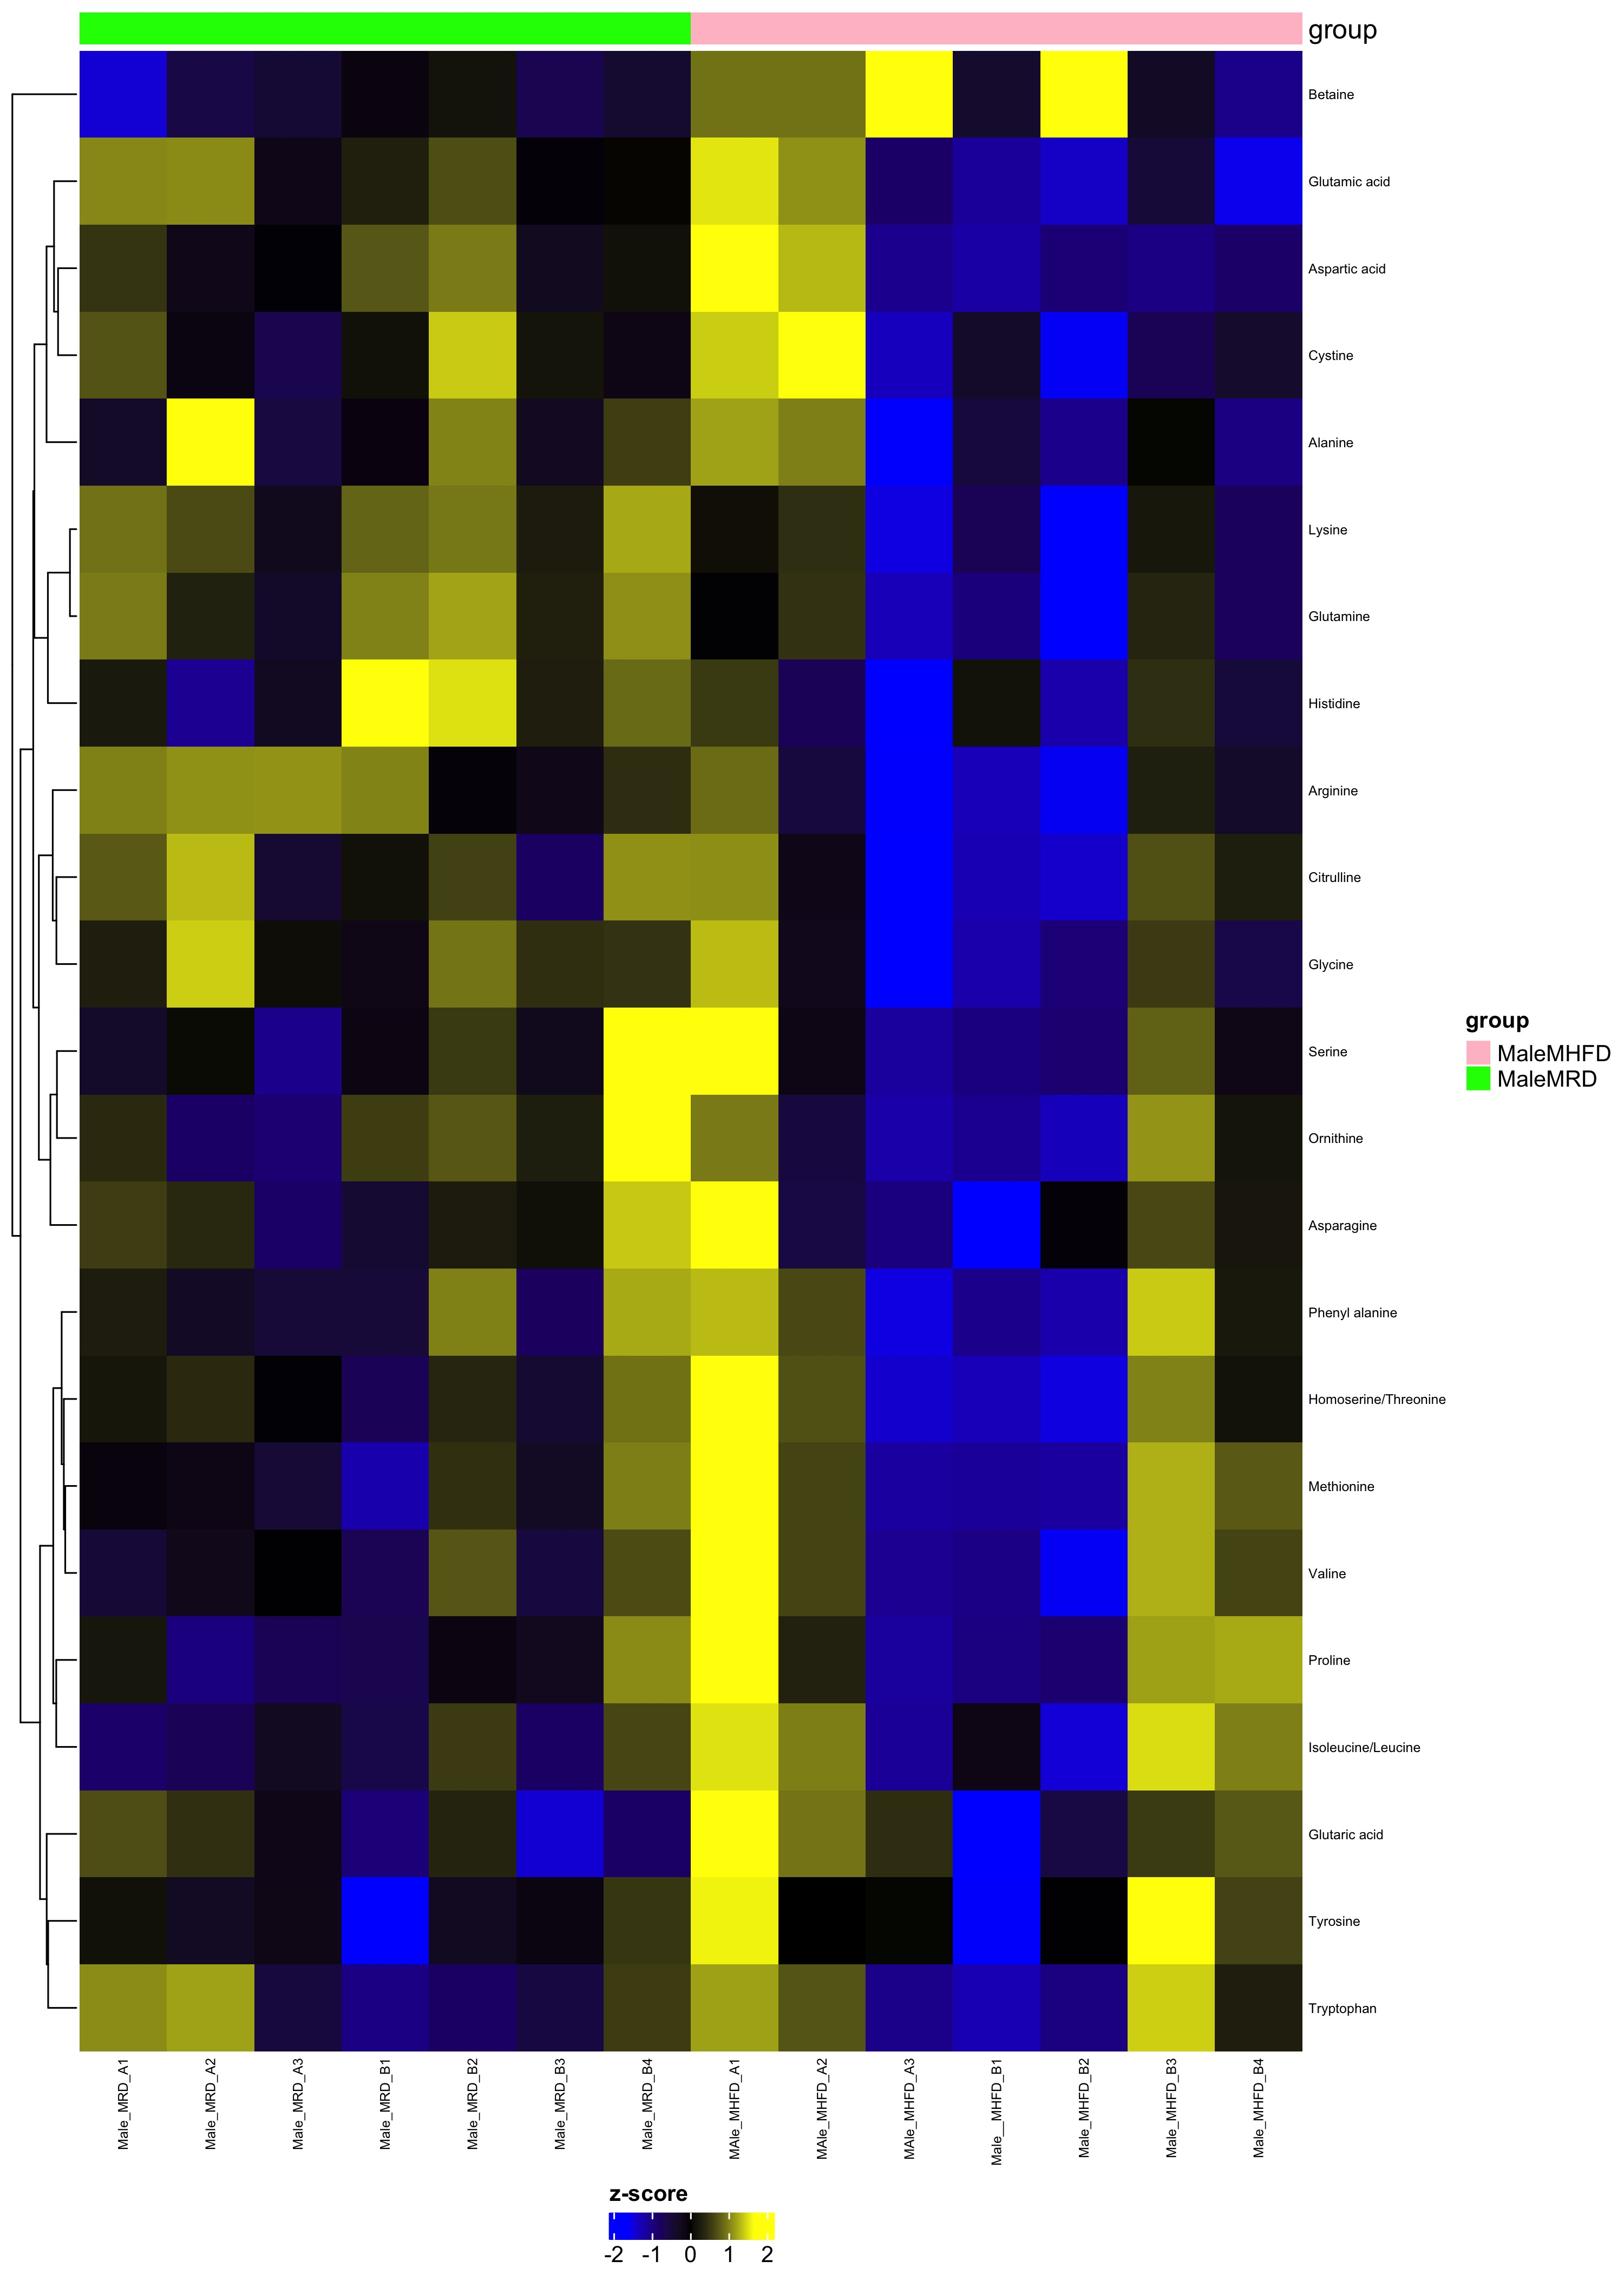 group
Betaine
Glutamic acid
Aspartic acid
Cystine
Alanine
Lysine
Glutamine
Histidine
Arginine
Citrulline
Glycine
Serine
Ornithine
Asparagine
Phenyl alanine
Homoserine/Threonine
Methionine
Valine
Proline
Isoleucine/Leucine
Glutaric acid
Tyrosine
Tryptophan
group
MaleMHFD
MaleMRD
Male_MRD_A1
Male_MRD_A2
Male_MRD_A3
Male_MRD_B1
Male_MRD_B2
Male_MRD_B3
Male_MRD_B4
MAle_MHFD_A1
MAle_MHFD_A2
MAle_MHFD_A3
Male__MHFD_B1
Male_MHFD_B2
Male_MHFD_B3
Male_MHFD_B4
z-score
-2 -1 0 1 2